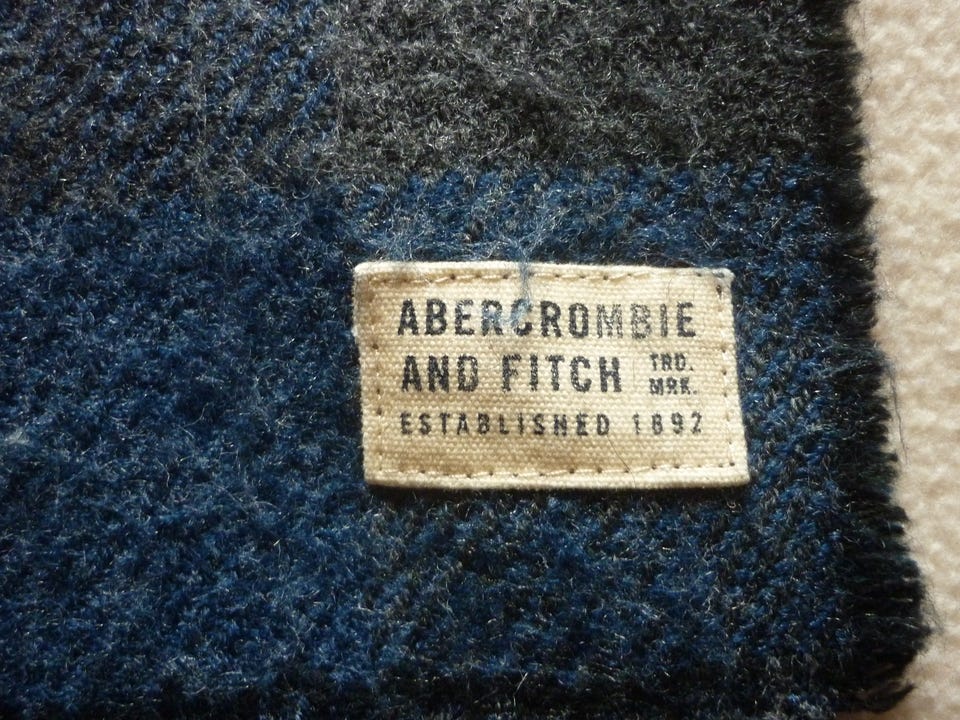 ABERCROMBIE
AND FITCH TRD. MRK.
ESTABLISHED 1892